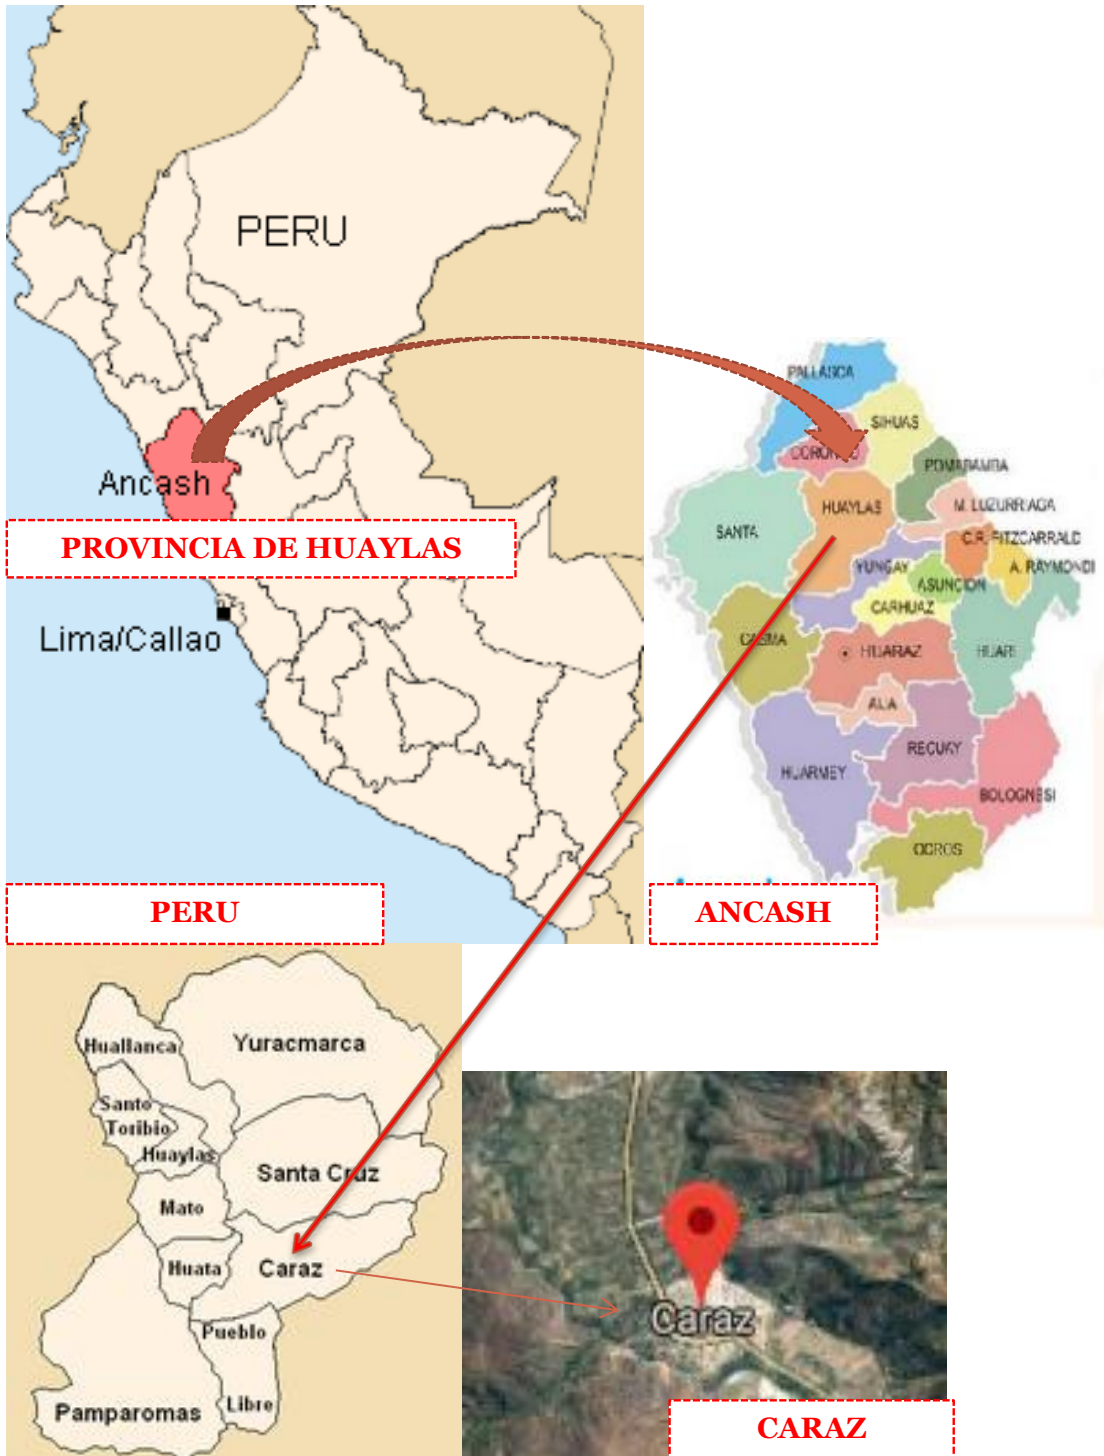 PERU
Ancash
PROVINCIA DE HUAYLAS
Lima/Callao
PERU
PALLASCA
SIHUAS
CORONGO
POMABAMBA
HUAYLAS
M. LUZURRIAGA
SANTA
C.R. FITZCARRALD
YUNGAY
A. RAYMONDI
ASUNCION
CARHUAZ
CASMA
HUARAZ
HUARI
RECUAY
HUARMEY
BOLOGNESI
OCROS
ANCASH
Huallanca
Yuracmarca
Santo
Toribio
Huaylas
Santa Cruz
Mato
Huata
Caraz
Pueblo
Libre
Pamparomas
Caraz
CARAZ